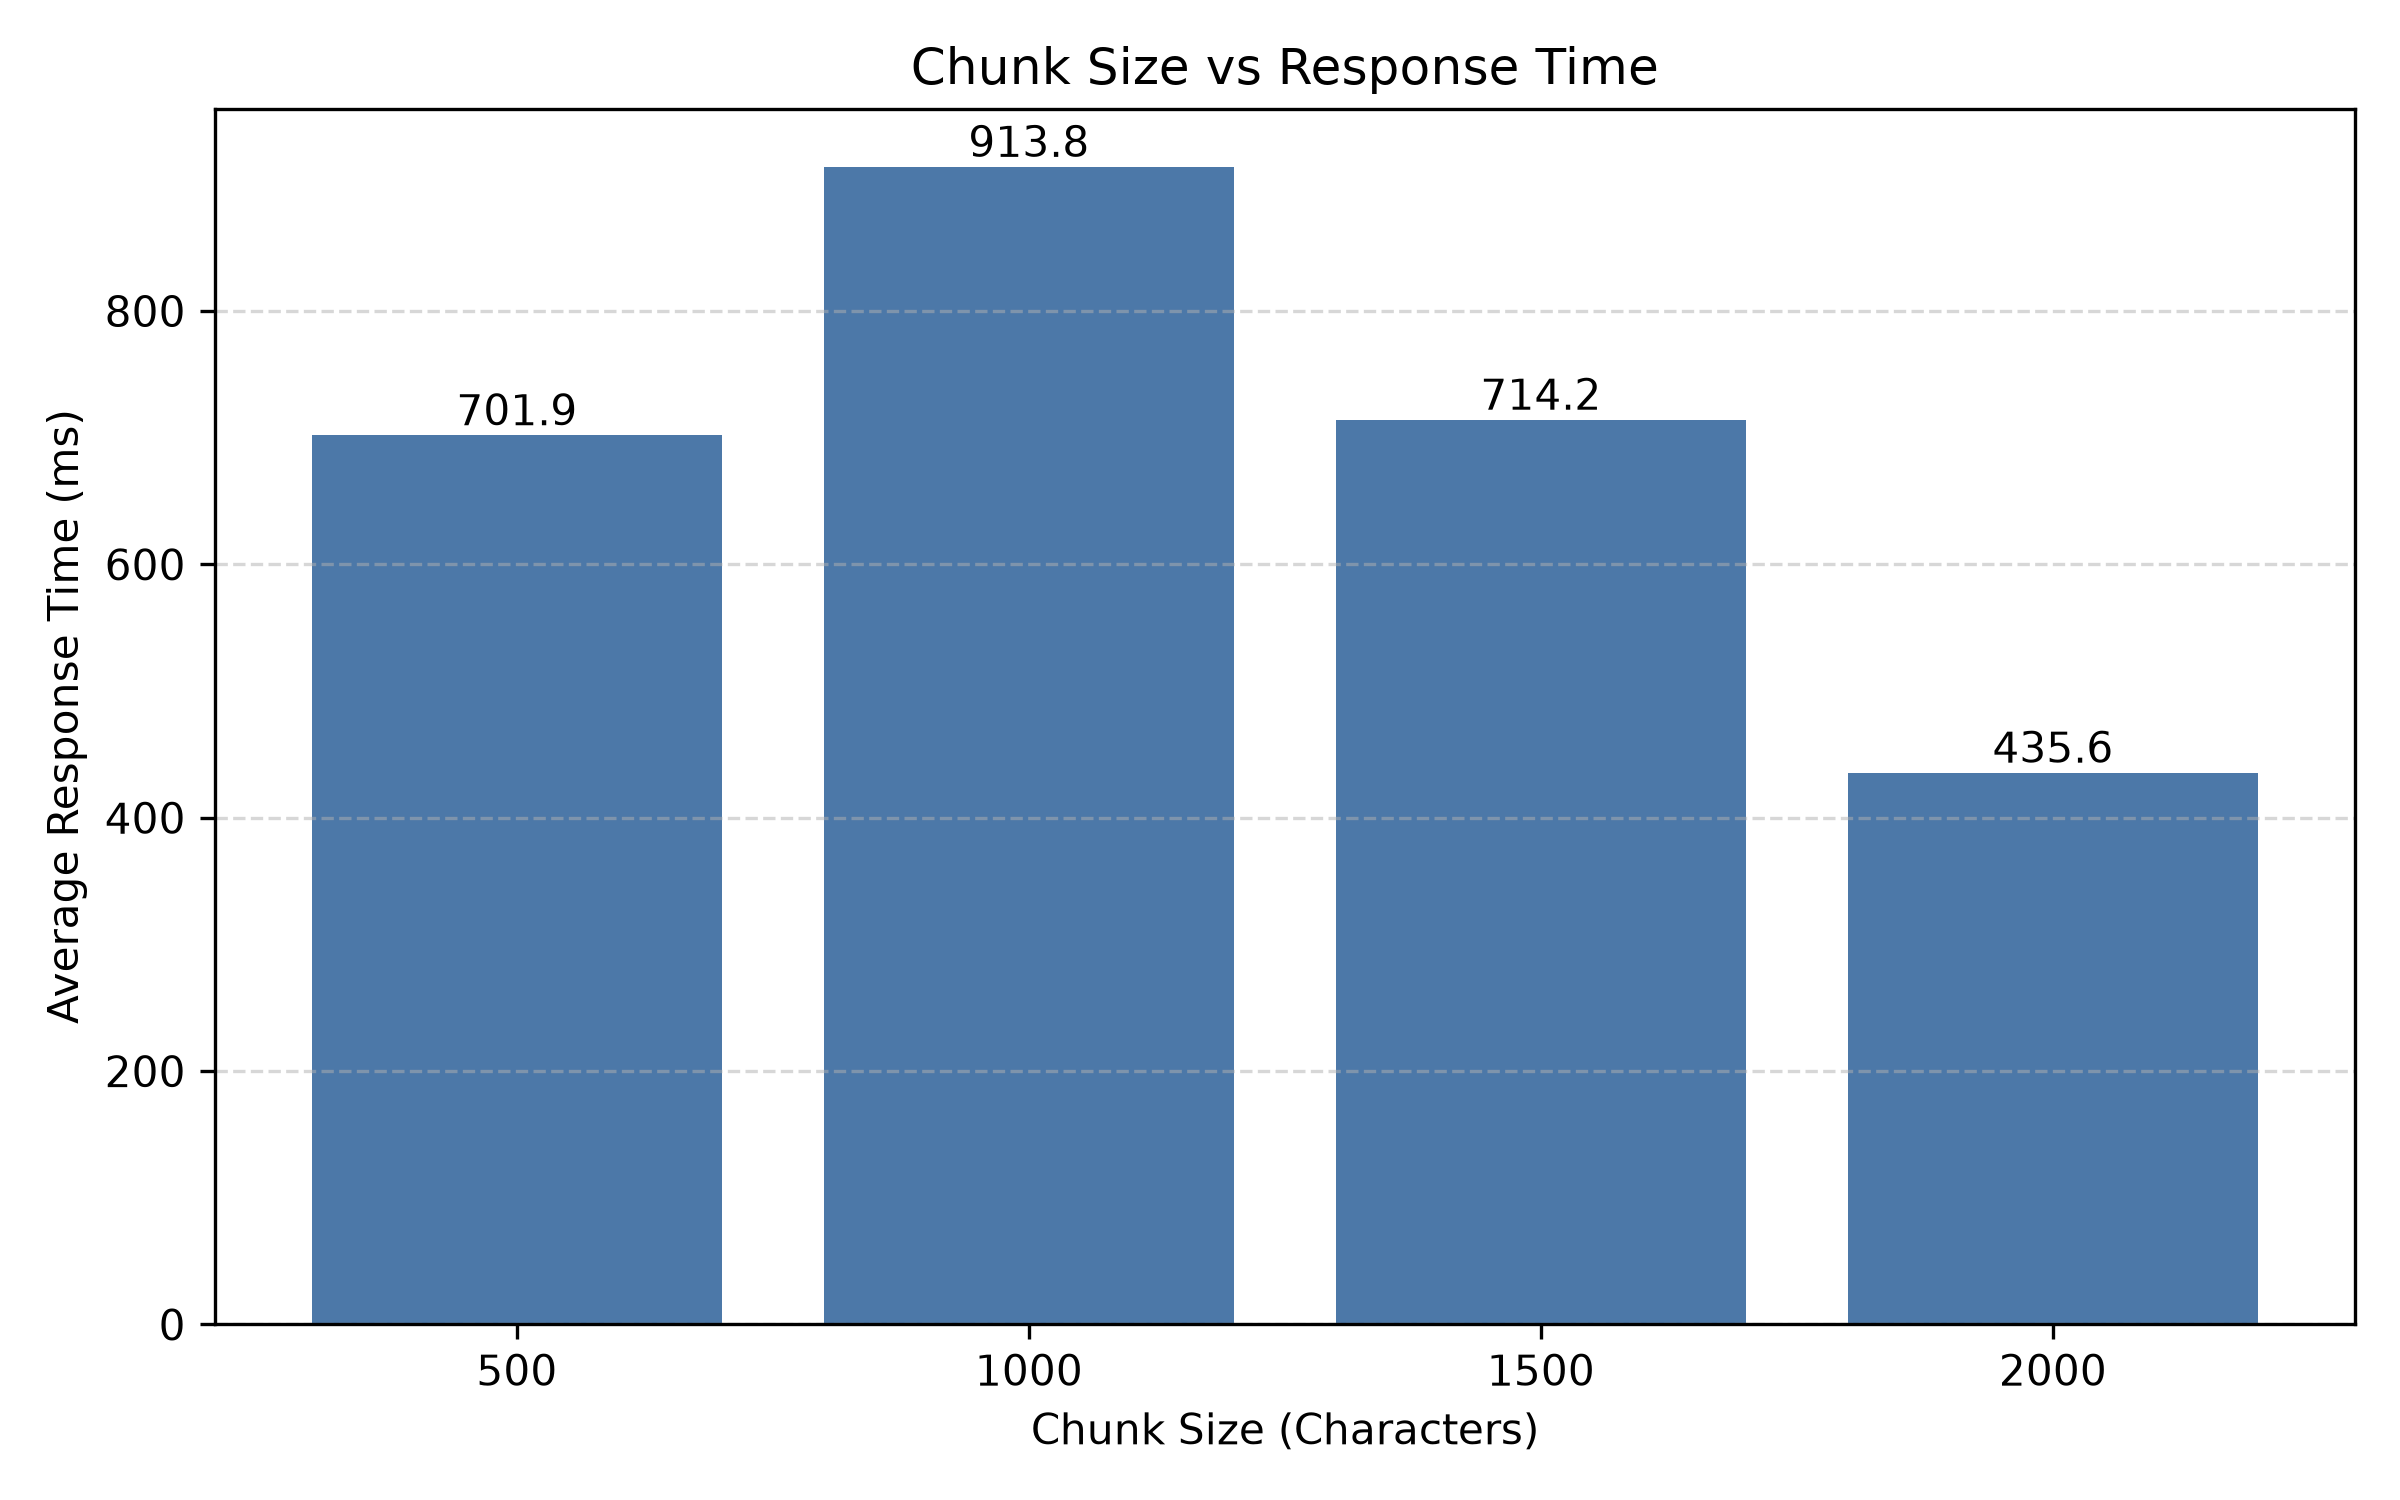 Chunk Size vs Response Time
913.8
800
701.9
714.2
600
435.6
400
200
0
500 1000 1500 2000
Chunk Size (Characters)
Average Response Time (ms)